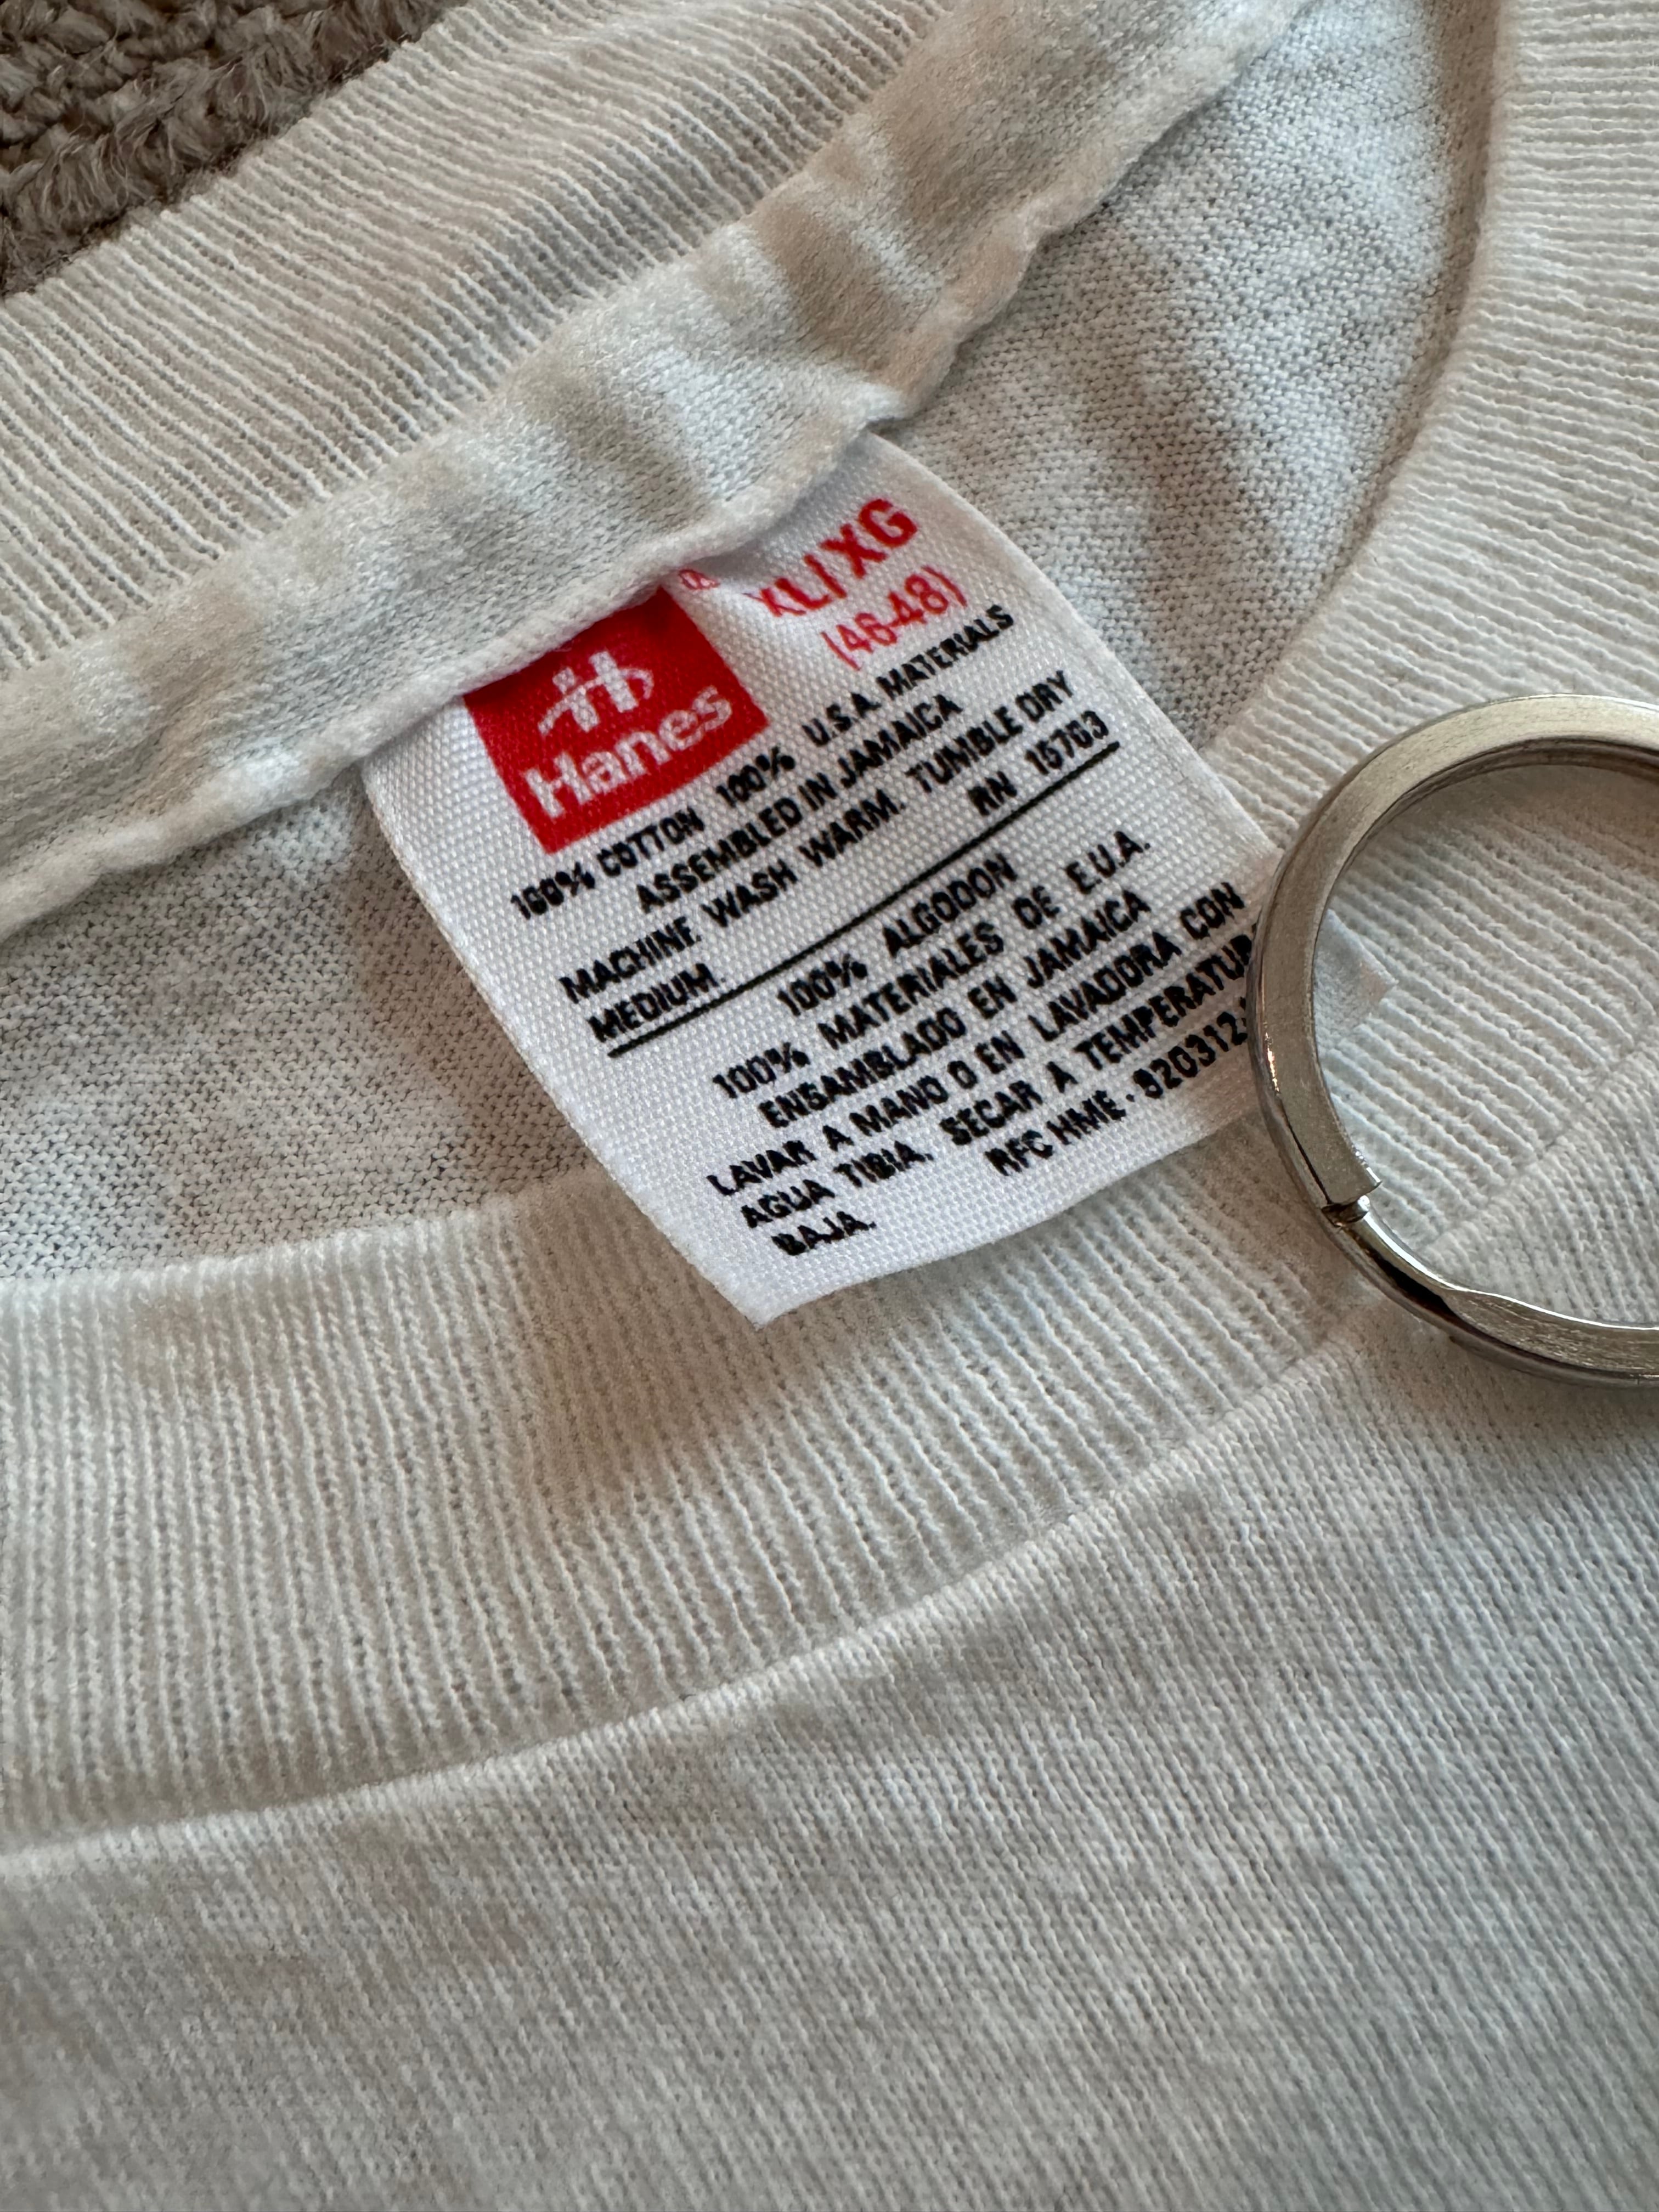 XL/XG
(46-48)
Hanes
100% COTTON 100% U.S.A. MATERIALS
ASSEMBLED IN JAMAICA
MACHINE WASH WARM. TUMBLE DRY
MEDIUM. RN 15763
100% ALGODON
100% MATERIALES DE E.U.A.
ENSAMBLADO EN JAMAICA
LAVAR A MANO O EN LAVADORA CON
AGUA TIBIA. SECAR A
BAJA. RFC HME·